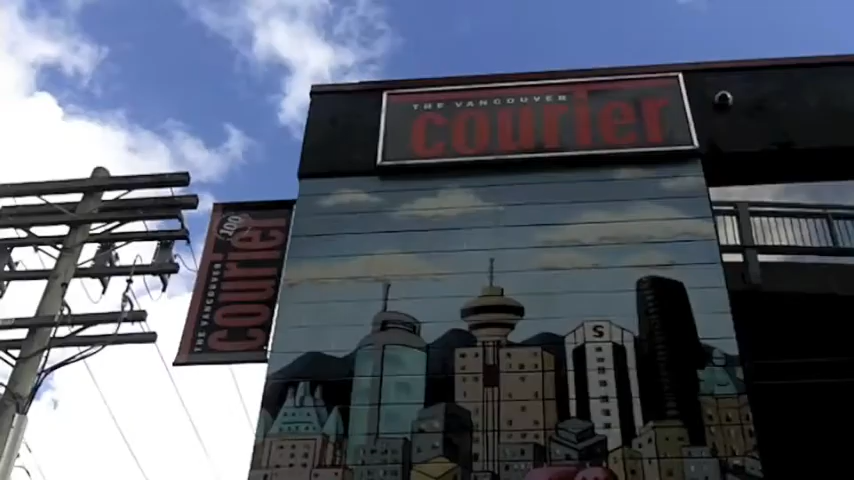 THE VANCOUVER
courier
100
THE VANCOUVER
courier
S